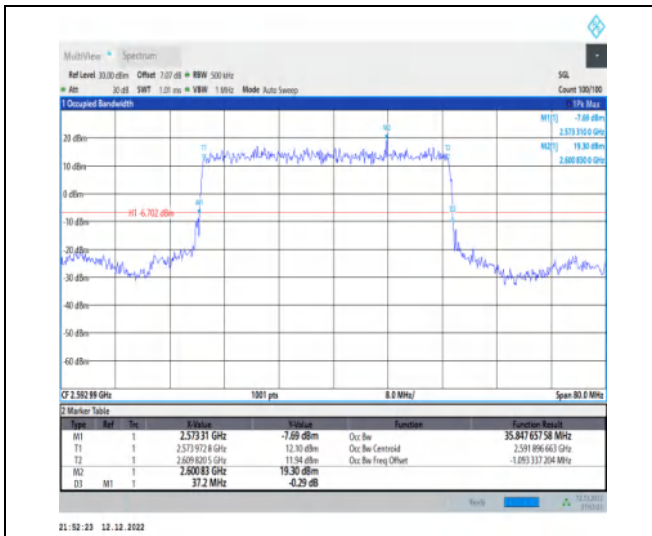 MultiView Spectrum
Ref Level 30.00 dBm Offset 7.07 dB RBW 500 kHz SGL
Att 30 dB SWT 1.01 ms VBW 1 MHz Mode Auto Sweep Count 100/100
1 Occupied Bandwidth 1Pk Max
M1[1] -7.69 dBm
2.573 310 0 GHz
M2[1] 19.30 dBm
2.600 830 0 GHz
M2
T1
T2
20 dBm
10 dBm
0 dBm
M1
D3
H1 -6.702 dBm
-10 dBm
-20 dBm
-30 dBm
-40 dBm
-50 dBm
-60 dBm
CF 2.592 99 GHz 1001 pts 8.0 MHz/ Span 80.0 MHz
2 Marker Table
Type Ref Trc X-Value Y-Value Function Function Result
M1 1 2.573 31 GHz -7.69 dBm Occ Bw 35.847 657 58 MHz
T1 1 2.573 972 8 GHz 12.10 dBm Occ Bw Centroid 2.591 896 663 GHz
T2 1 2.609 820 5 GHz 11.94 dBm Occ Bw Freq Offset -1.093 337 204 MHz
M2 1 2.600 83 GHz 19.30 dBm
D3 M1 1 37.2 MHz -0.29 dB
Ready
21:52:23 12.12.2022